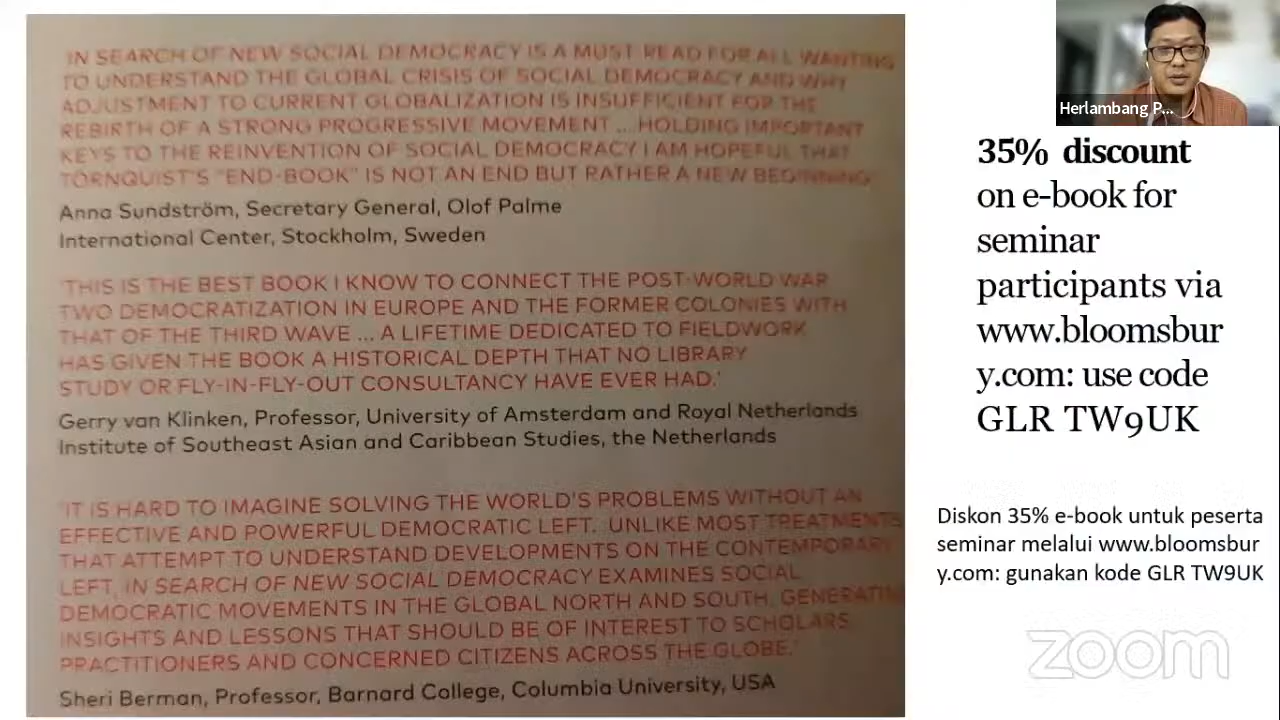 'IN SEARCH OF NEW SOCIAL DEMOCRACY IS A MUST READ FOR ALL WANTING
TO UNDERSTAND THE GLOBAL CRISIS OF SOCIAL DEMOCRACY AND WHY
ADJUSTMENT TO CURRENT GLOBALIZATION IS INSUFFICIENT FOR THE
REBIRTH OF A STRONG PROGRESSIVE MOVEMENT ... HOLDING IMPORTANT
KEYS TO THE REINVENTION OF SOCIAL DEMOCRACY I AM HOPEFUL THAT
TÖRNQUIST'S "END-BOOK" IS NOT AN END BUT RATHER A NEW BEGINNING'
Anna Sundström, Secretary General, Olof Palme
International Center, Stockholm, Sweden
'THIS IS THE BEST BOOK I KNOW TO CONNECT THE POST-WORLD WAR
TWO DEMOCRATIZATION IN EUROPE AND THE FORMER COLONIES WITH
THAT OF THE THIRD WAVE ... A LIFETIME DEDICATED TO FIELDWORK
HAS GIVEN THE BOOK A HISTORICAL DEPTH THAT NO LIBRARY
STUDY OR FLY-IN-FLY-OUT CONSULTANCY HAVE EVER HAD.'
Gerry van Klinken, Professor, University of Amsterdam and Royal Netherlands
Institute of Southeast Asian and Caribbean Studies, the Netherlands
'IT IS HARD TO IMAGINE SOLVING THE WORLD'S PROBLEMS WITHOUT AN
EFFECTIVE AND POWERFUL DEMOCRATIC LEFT. UNLIKE MOST TREATMENTS
THAT ATTEMPT TO UNDERSTAND DEVELOPMENTS ON THE CONTEMPORARY
LEFT, IN SEARCH OF NEW SOCIAL DEMOCRACY EXAMINES SOCIAL
DEMOCRATIC MOVEMENTS IN THE GLOBAL NORTH AND SOUTH, GENERATING
INSIGHTS AND LESSONS THAT SHOULD BE OF INTEREST TO SCHOLARS
PRACTITIONERS AND CONCERNED CITIZENS ACROSS THE GLOBE.'
Sheri Berman, Professor, Barnard College, Columbia University, USA
Herlambang P...
35% discount
on e-book for
seminar
participants via
www.bloomsbur
y.com: use code
GLR TW9UK
Diskon 35% e-book untuk peserta
seminar melalui www.bloomsbur
y.com: gunakan kode GLR TW9UK
zoom